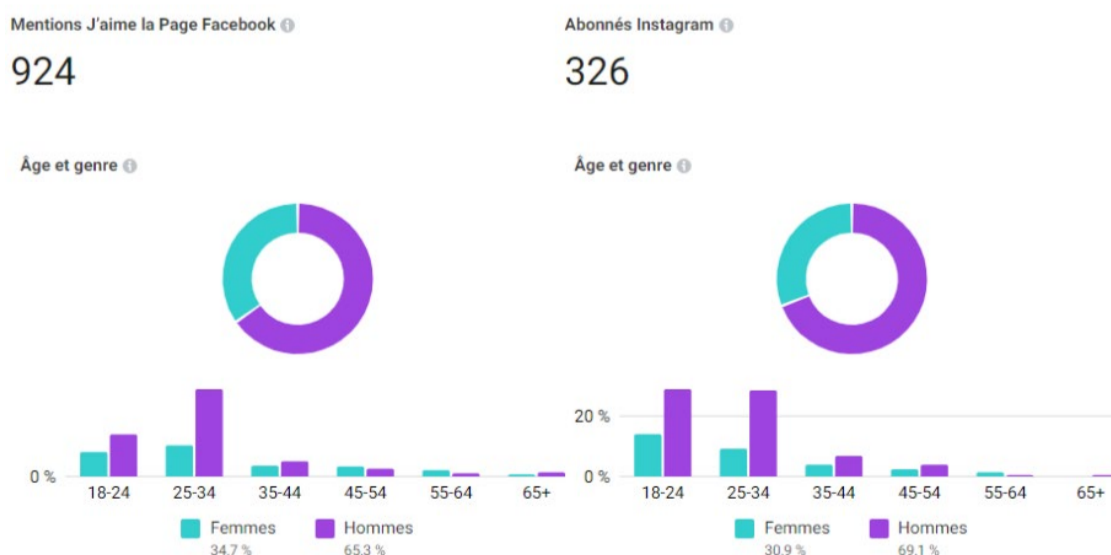 Mentions J'aime la Page Facebook
924
Âge et genre
0 %
18-24 25-34 35-44 45-54 55-64 65+
Femmes Hommes
34.7 % 65.3 %
Abonnés Instagram
326
Âge et genre
20 %
0 %
18-24 25-34 35-44 45-54 55-64 65+
Femmes Hommes
30.9 % 69.1 %